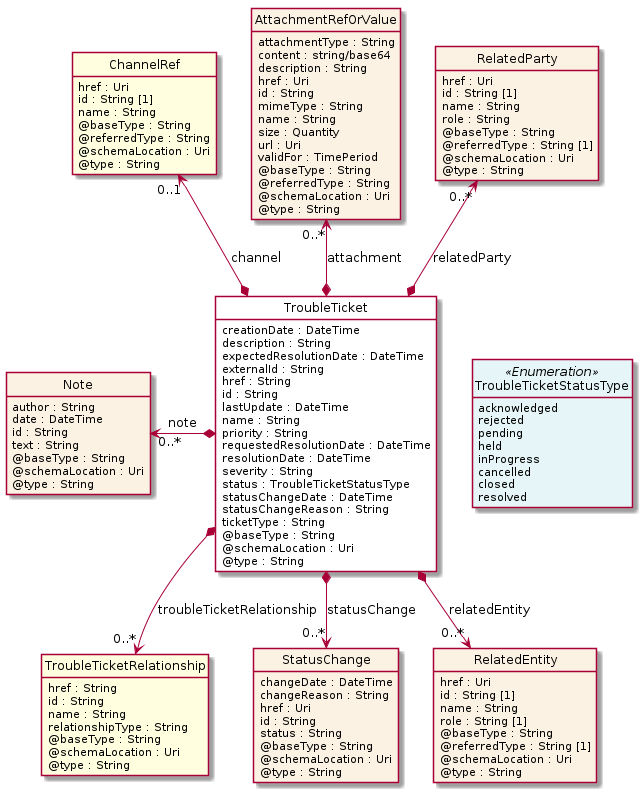 AttachmentRefOrValue
attachmentType : String
content : string/base64
description : String
href : Uri
id : String
mimeType : String
name : String
size : Quantity
url : Uri
validFor : TimePeriod
@baseType : String
@referredType : String
@schemaLocation : Uri
@type : String
ChannelRef
href : Uri
id : String [1]
name : String
@baseType : String
@referredType : String
@schemaLocation : Uri
@type : String
RelatedParty
href : Uri
id : String [1]
name : String
role : String
@baseType : String
@referredType : String [1]
@schemaLocation : Uri
@type : String
0..1
0..*
0..*
channel
attachment
relatedParty
TroubleTicket
creationDate : DateTime
description : String
expectedResolutionDate : DateTime
externalId : String
href : String
id : String
lastUpdate : DateTime
name : String
priority : String
requestedResolutionDate : DateTime
resolutionDate : DateTime
severity : String
status : TroubleTicketStatusType
statusChangeDate : DateTime
statusChangeReason : String
ticketType : String
@baseType : String
@schemaLocation : Uri
@type : String
Note
author : String
date : DateTime
id : String
text : String
@baseType : String
@schemaLocation : Uri
@type : String
note
0..*
«Enumeration»
TroubleTicketStatusType
acknowledged
rejected
pending
held
inProgress
cancelled
closed
resolved
troubleTicketRelationship
statusChange
relatedEntity
0..*
0..*
0..*
TroubleTicketRelationship
href : String
id : String
name : String
relationshipType : String
@baseType : String
@schemaLocation : Uri
@type : String
StatusChange
changeDate : DateTime
changeReason : String
href : Uri
id : String
status : String
@baseType : String
@schemaLocation : Uri
@type : String
RelatedEntity
href : Uri
id : String [1]
name : String
role : String [1]
@baseType : String
@referredType : String [1]
@schemaLocation : Uri
@type : String